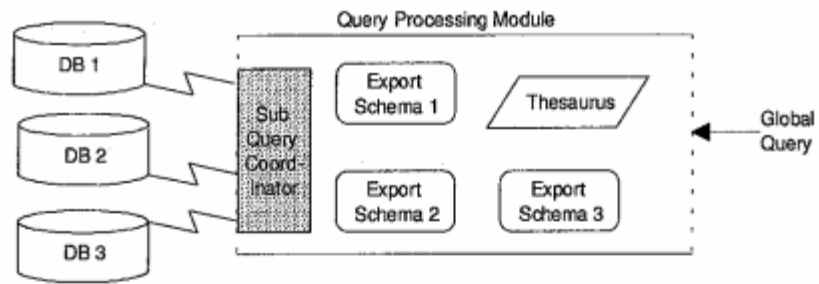 Query Processing Module
DB 1
DB 2
DB 3
Sub
Query
Coord-
inator
Export
Schema 1
Thesaurus
Export
Schema 2
Export
Schema 3
Global
Query